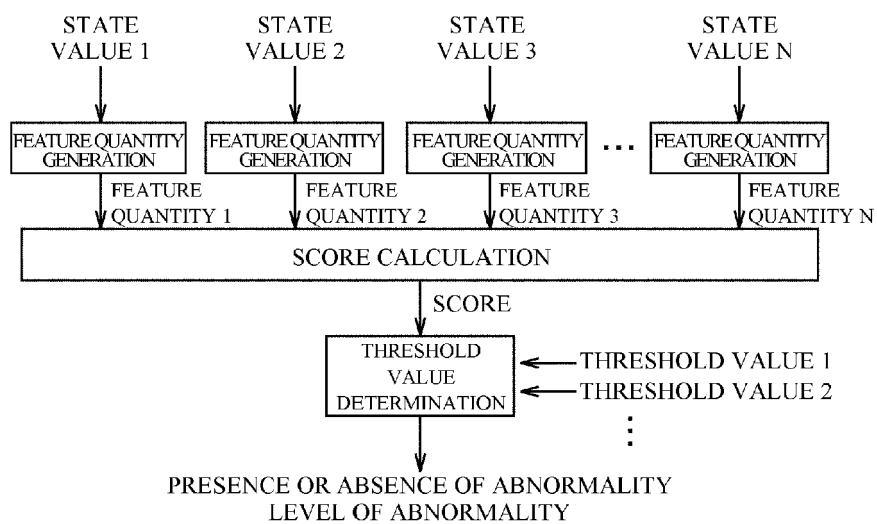 STATE
VALUE 1
STATE
VALUE 2
STATE
VALUE 3
STATE
VALUE N
FEATURE QUANTITY
GENERATION
FEATURE QUANTITY
GENERATION
FEATURE QUANTITY
GENERATION
...
FEATURE QUANTITY
GENERATION
FEATURE
QUANTITY 1
FEATURE
QUANTITY 2
FEATURE
QUANTITY 3
FEATURE
QUANTITY N
SCORE CALCULATION
SCORE
THRESHOLD
VALUE
DETERMINATION
THRESHOLD VALUE 1
THRESHOLD VALUE 2
⋮
PRESENCE OR ABSENCE OF ABNORMALITY
LEVEL OF ABNORMALITY